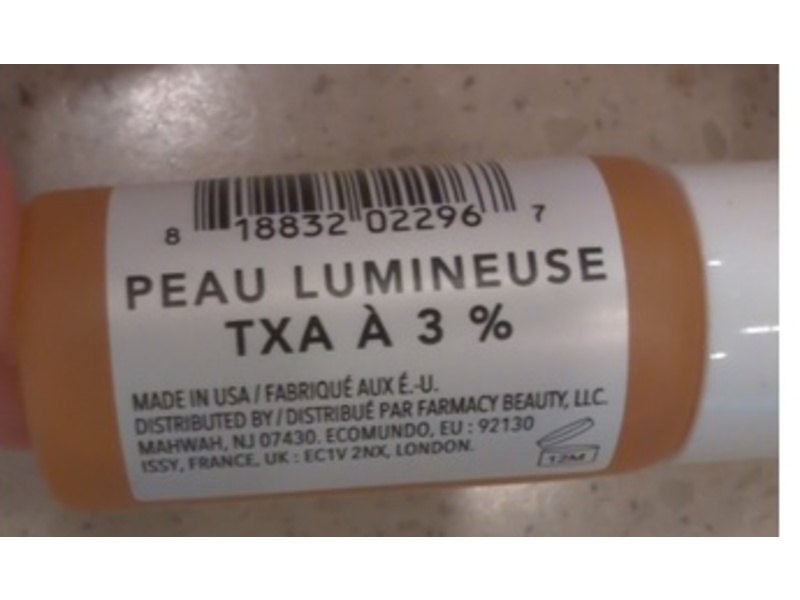 8 18832 02296 7
PEAU LUMINEUSE
TXA À 3 %
MADE IN USA / FABRIQUÉ AUX É.-U.
DISTRIBUTED BY / DISTRIBUÉ PAR FARMACY BEAUTY, LLC.
MAHWAH, NJ 07430. ECOMUNDO, EU : 92130
ISSY, FRANCE, UK : EC1V 2NX, LONDON.
12M